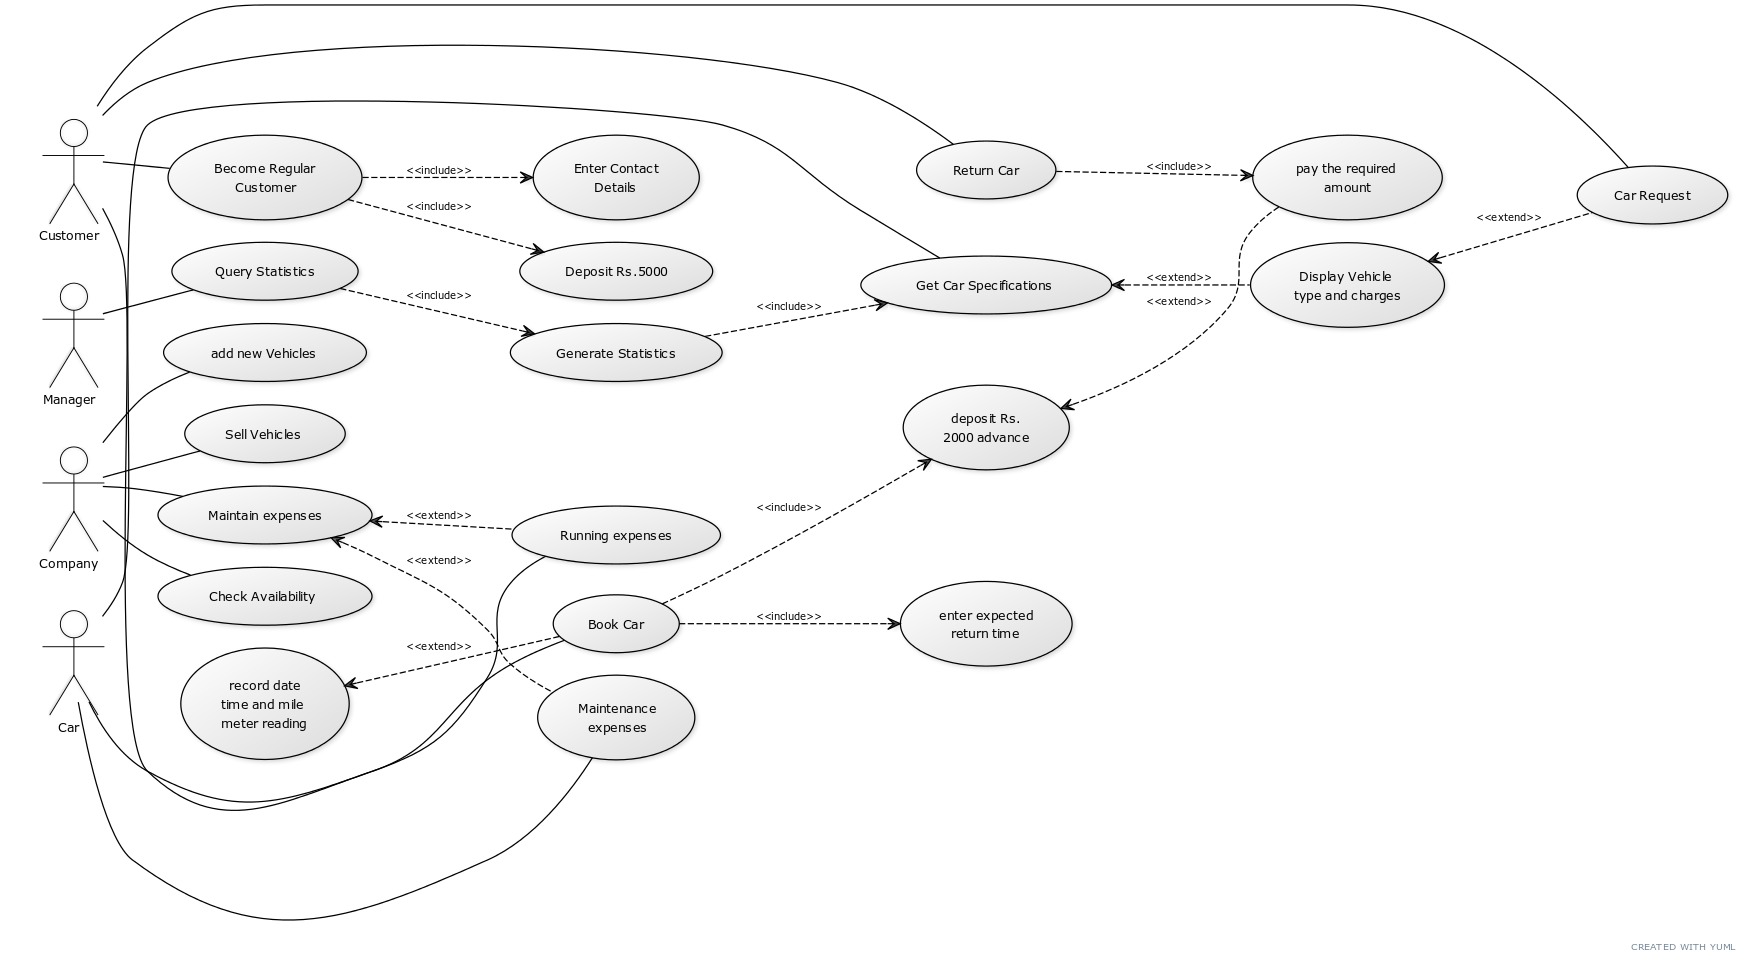 Become Regular
Customer
<<include>>
Enter Contact
Details
<<include>>
Return Car
<<include>>
pay the required
amount
Car Request
<<extend>>
Customer
Query Statistics
Deposit Rs.5000
<<include>>
Get Car Specifications
<<extend>>
<<extend>>
Display Vehicle
type and charges
<<include>>
add new Vehicles
Generate Statistics
Manager
Sell Vehicles
deposit Rs.
2000 advance
Maintain expenses
<<extend>>
Running expenses
<<include>>
Company
<<extend>>
Check Availability
Book Car
<<include>>
enter expected
return time
<<extend>>
record date
time and mile
meter reading
Maintenance
expenses
Car
CREATED WITH YUML